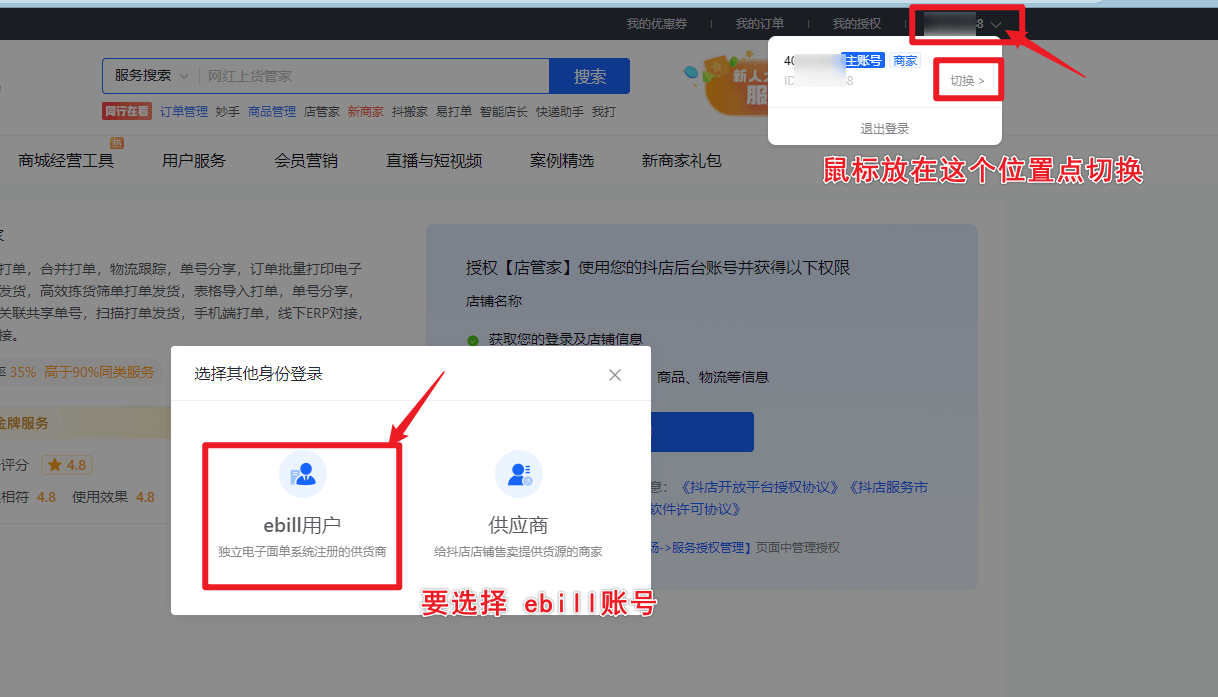 我的优惠券 我的订单 我的授权 8
服务搜索 网红上货管家 搜索
新人大
服
主账号 商家
40
ID 8
切换 >
退出登录
同行在看 订单管理 妙手 商品管理 店管家 新商家 抖搬家 易打单 智能店长 快递助手 我打
热
商城经营工具 用户服务 会员营销 直播与短视频 案例精选 新商家礼包
鼠标放在这个位置点切换
打单，合并打单，物流跟踪，单号分享，订单批量打印电子
发货，高效拣货筛单打单发货，表格导入打单，单号分享，
关联共享单号，扫描打单发货，手机端打单，线下ERP对接，
接。
率 35% 高于90%同类服务
金牌服务
评分 4.8
相符 4.8 使用效果 4.8
授权【店管家】使用您的抖店后台账号并获得以下权限
店铺名称
获取您的登录及店铺信息
商品、物流等信息
意：《抖店开放平台授权协议》《抖店服务市
软件许可协议》
场->服务授权管理】页面中管理授权
选择其他身份登录
ebill用户
独立电子面单系统注册的供货商
供应商
给抖店店铺售卖提供货源的商家
要选择 ebill账号